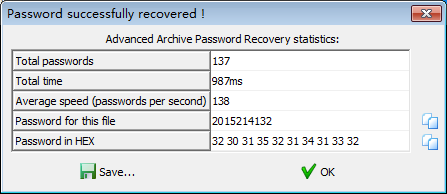 Password successfully recovered !
Advanced Archive Password Recovery statistics:
Total passwords 137
Total time 987ms
Average speed (passwords per second) 138
Password for this file 2015214132
Password in HEX 32 30 31 35 32 31 34 31 33 32
Save... OK